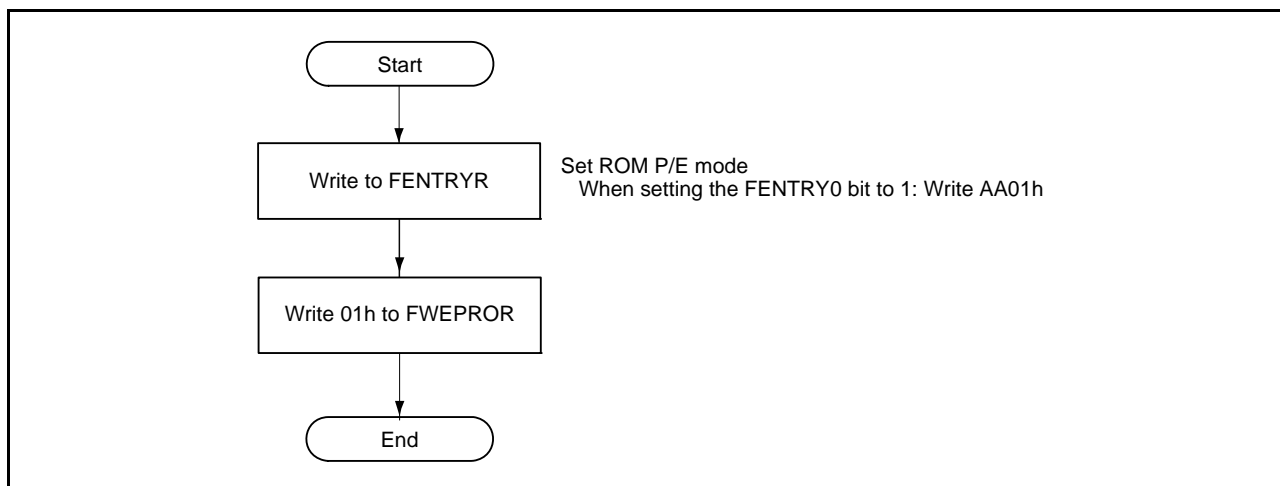 Start
Write to FENTRYR
Set ROM P/E mode
When setting the FENTRY0 bit to 1: Write AA01h
Write 01h to FWEPROR
End